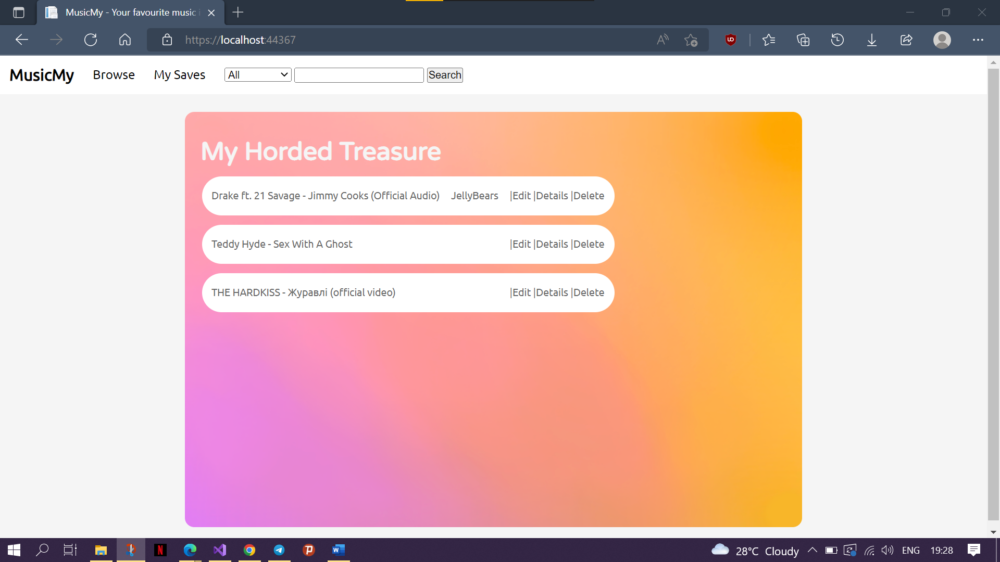 MusicMy - Your favourite music i
https://localhost:44367
MusicMy Browse My Saves All Search
My Horded Treasure
Drake ft. 21 Savage - Jimmy Cooks (Official Audio) JellyBears |Edit |Details |Delete
Teddy Hyde - Sex With A Ghost |Edit |Details |Delete
THE HARDKISS - Журавлі (official video) |Edit |Details |Delete
28°C Cloudy ENG 19:28